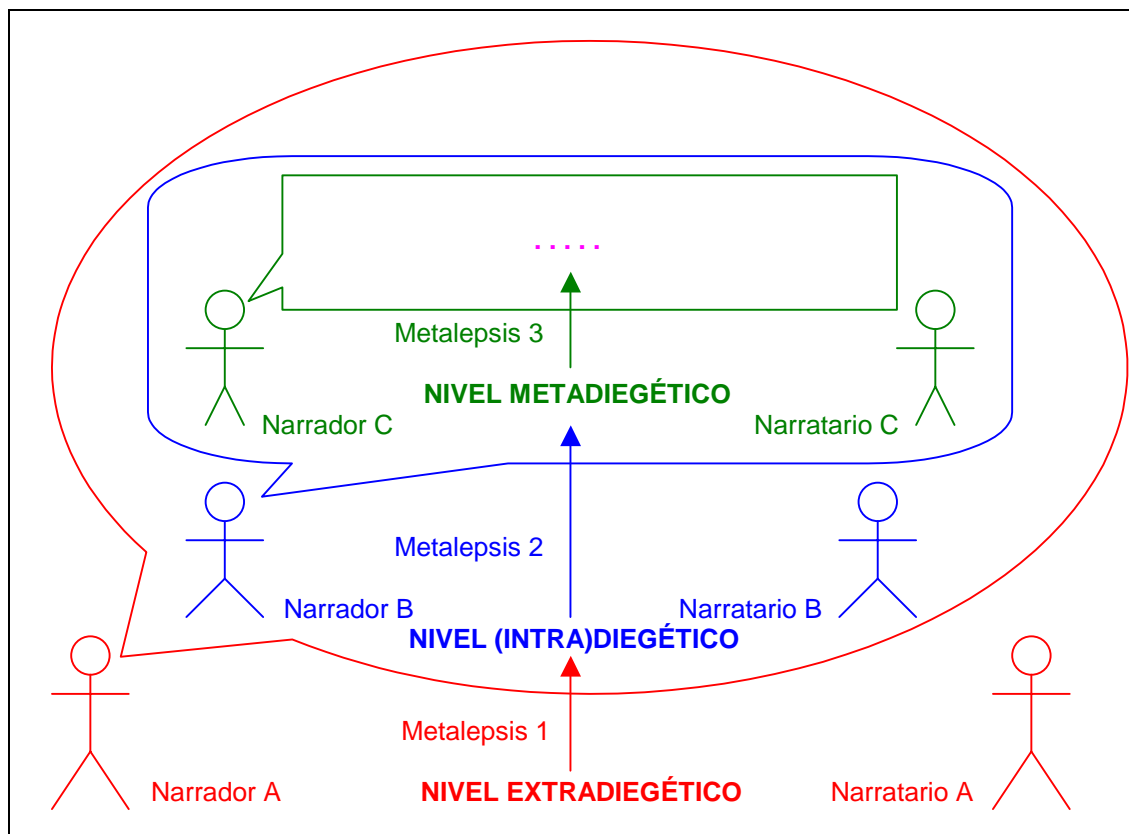 .....
Metalepsis 3
NIVEL METADIEGÉTICO
Narrador C
Narratario C
Metalepsis 2
Narrador B
Narratario B
NIVEL (INTRA)DIEGÉTICO
Metalepsis 1
Narrador A
NIVEL EXTRADIEGÉTICO
Narratario A